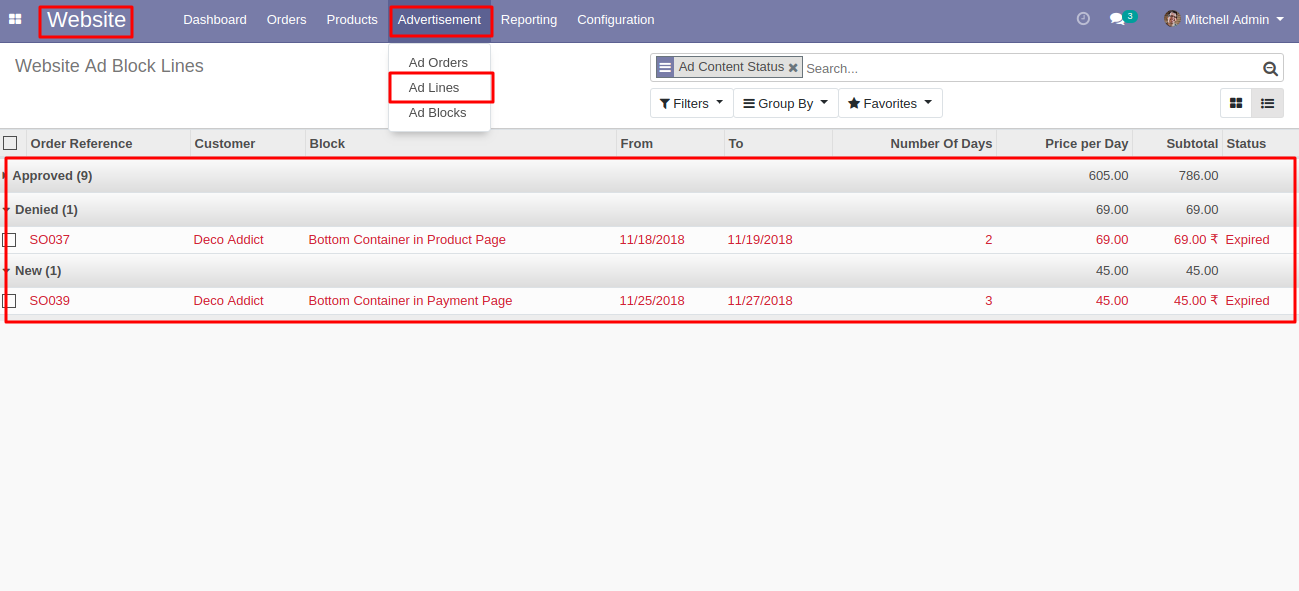 Website Dashboard Orders Products Advertisement Reporting Configuration 3 Mitchell Admin
Ad Orders
Ad Lines
Ad Blocks
Website Ad Block Lines
Ad Content Status Search...
Filters Group By Favorites
Order Reference Customer Block From To Number Of Days Price per Day Subtotal Status
Approved (9) 605.00 786.00
Denied (1) 69.00 69.00
SO037 Deco Addict Bottom Container in Product Page 11/18/2018 11/19/2018 2 69.00 69.00 ₹ Expired
New (1) 45.00 45.00
SO039 Deco Addict Bottom Container in Payment Page 11/25/2018 11/27/2018 3 45.00 45.00 ₹ Expired